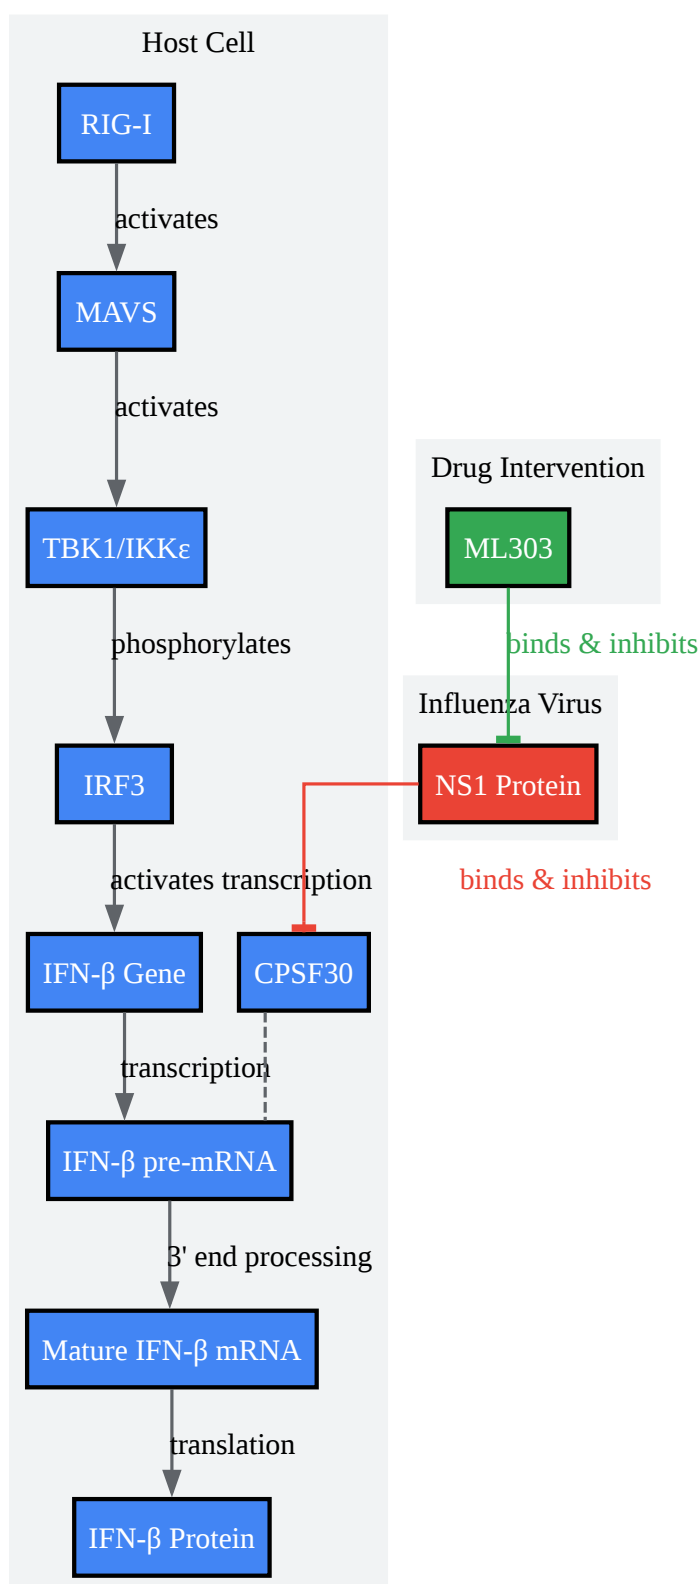 Host Cell
RIG-I
activates
MAVS
activates
Drug Intervention
TBK1/IKKε
ML303
phosphorylates
binds & inhibits
Influenza Virus
IRF3
NS1 Protein
activates transcription
binds & inhibits
IFN-β Gene
CPSF30
transcription
IFN-β pre-mRNA
3' end processing
Mature IFN-β mRNA
translation
IFN-β Protein